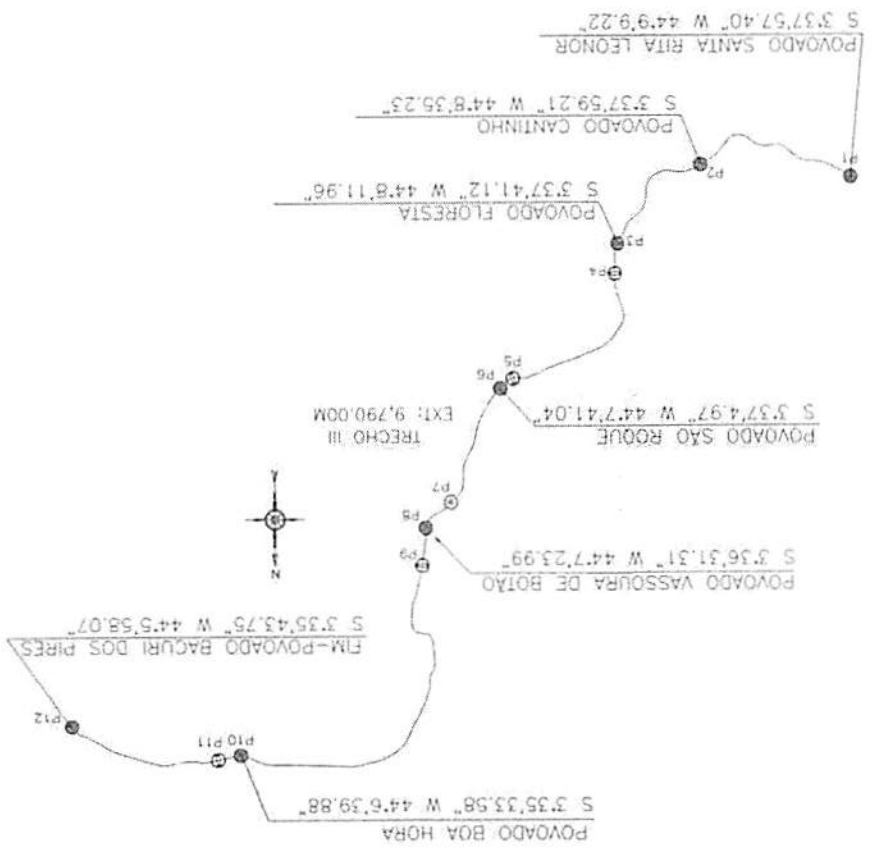 POVOADO BOA HORA
S 3°35'33.58" W 44°6'39.88"
P10
P11
P12
FIM-POVOADO BACURI DOS PIRES
S 3°35'43.75" W 44°5'58.07"
N
P9
POVOADO VASSOURA DE BOTÃO
S 3°36'31.31" W 44°7'23.99"
P8
P7
TRECHO III
EXT: 9,790.00M
POVOADO SÃO ROQUE
S 3°37'4.97" W 44°7'41.04"
P6
P5
P4
P3
POVOADO FLORESTA
S 3°37'41.12" W 44°8'11.96"
P2
POVOADO CANTINHO
S 3°37'59.21" W 44°8'35.23"
P1
POVOADO SANTA RITA LEONOR
S 3°37'57.40" W 44°9'9.22"